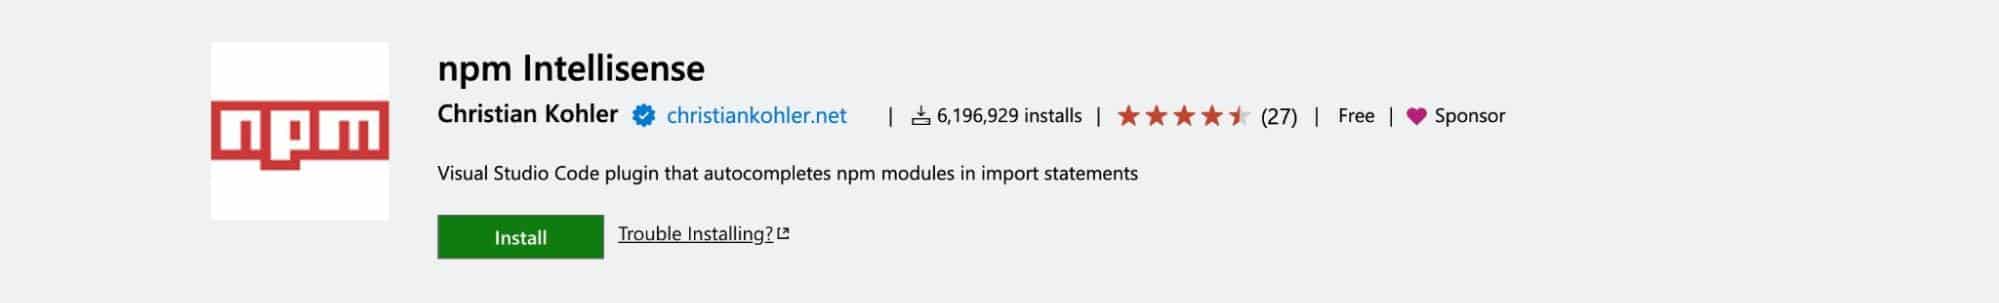 npm
npm Intellisense
Christian Kohler christiankohler.net | 6,196,929 installs | (27) | Free | Sponsor
Visual Studio Code plugin that autocompletes npm modules in import statements
Install Trouble Installing?